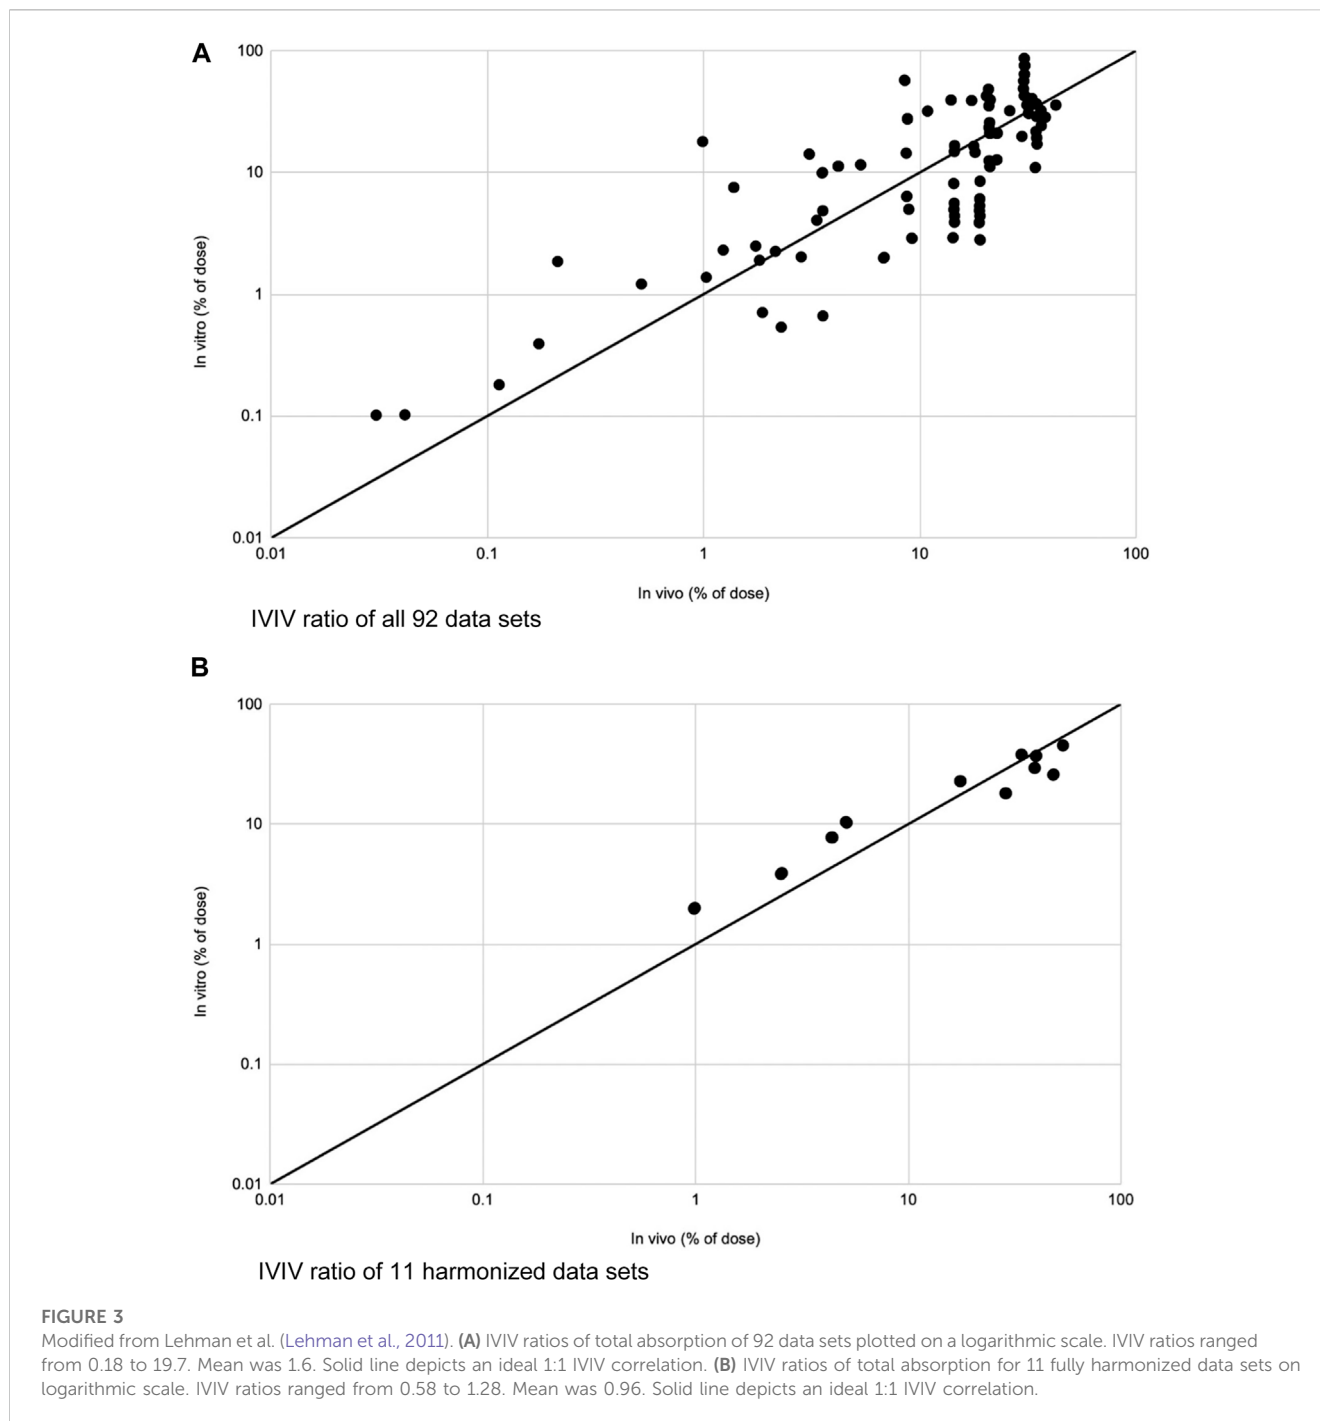 A
100
10
1
0.1
0.01
In vitro (% of dose)
0.01 0.1 1 10 100
In vivo (% of dose)
IVIV ratio of all 92 data sets
B
100
10
1
0.1
0.01
In vitro (% of dose)
0.01 0.1 1 10 100
In vivo (% of dose)
IVIV ratio of 11 harmonized data sets
FIGURE 3
Modified from Lehman et al. (Lehman et al., 2011). (A) IVIV ratios of total absorption of 92 data sets plotted on a logarithmic scale. IVIV ratios ranged
from 0.18 to 19.7. Mean was 1.6. Solid line depicts an ideal 1:1 IVIV correlation. (B) IVIV ratios of total absorption for 11 fully harmonized data sets on
logarithmic scale. IVIV ratios ranged from 0.58 to 1.28. Mean was 0.96. Solid line depicts an ideal 1:1 IVIV correlation.